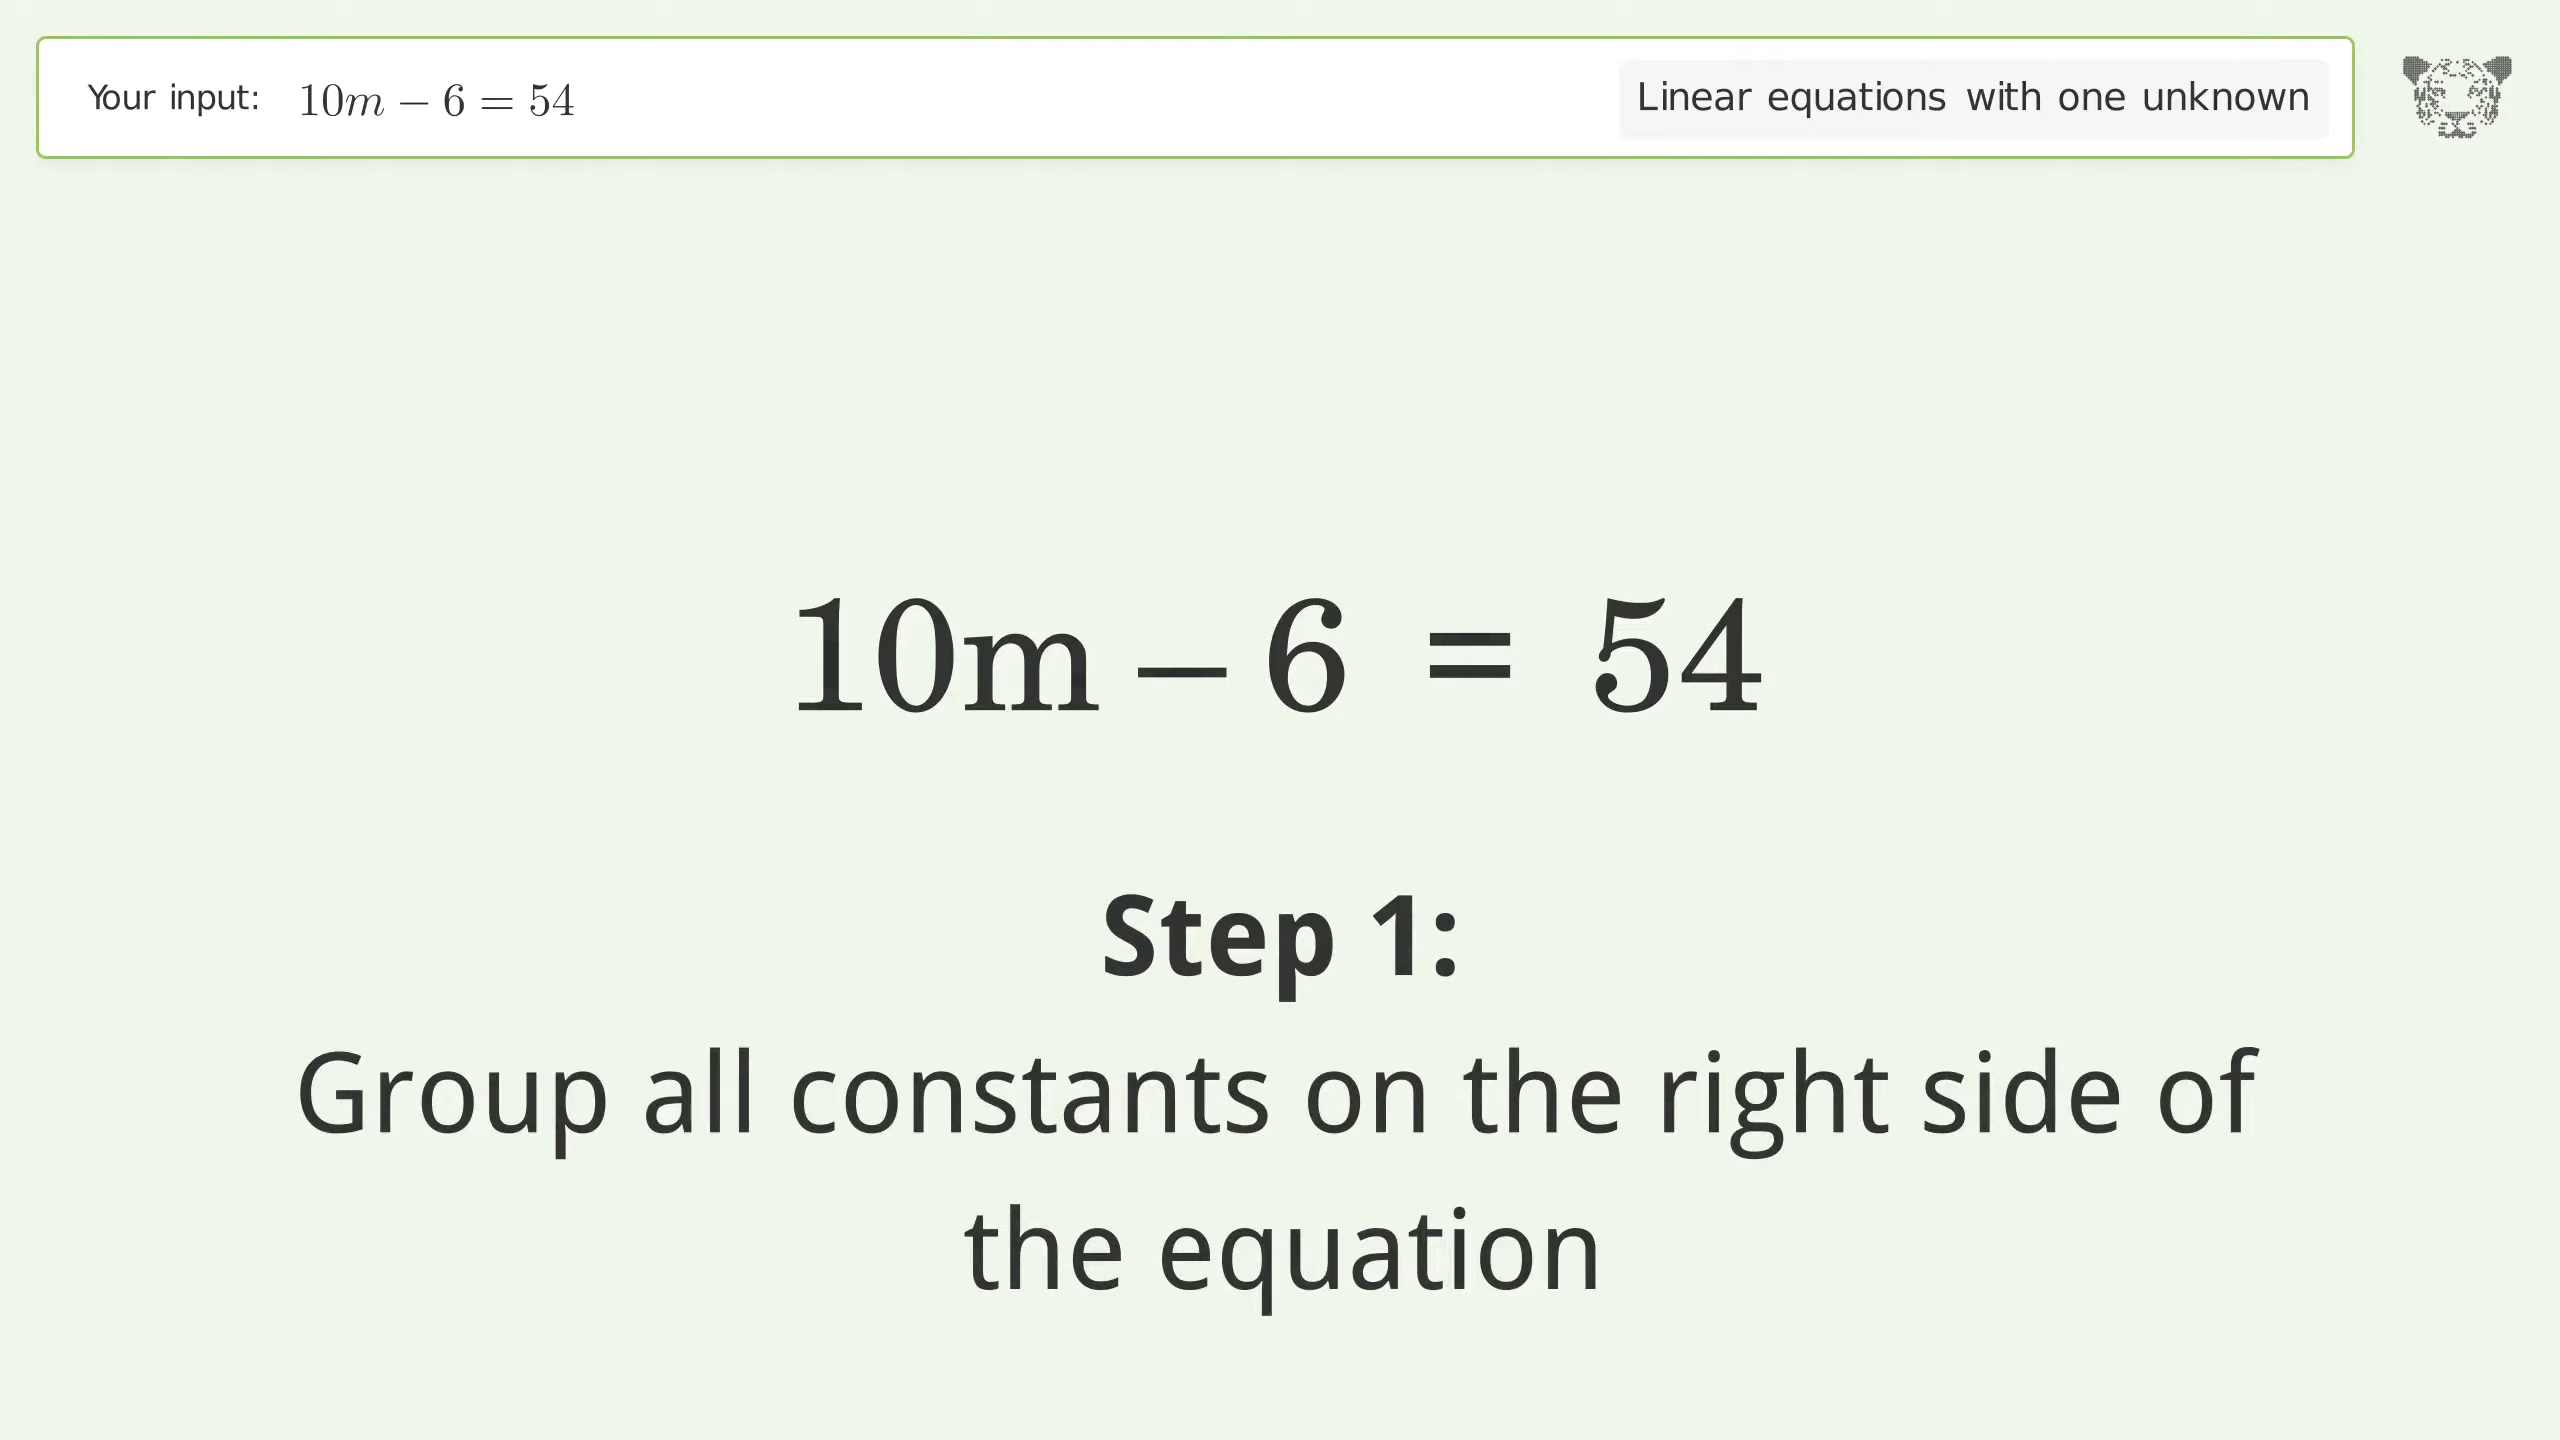 Your input: 10m − 6 = 54
Linear equations with one unknown
10m – 6 = 54
Step 1:
Group all constants on the right side of
the equation